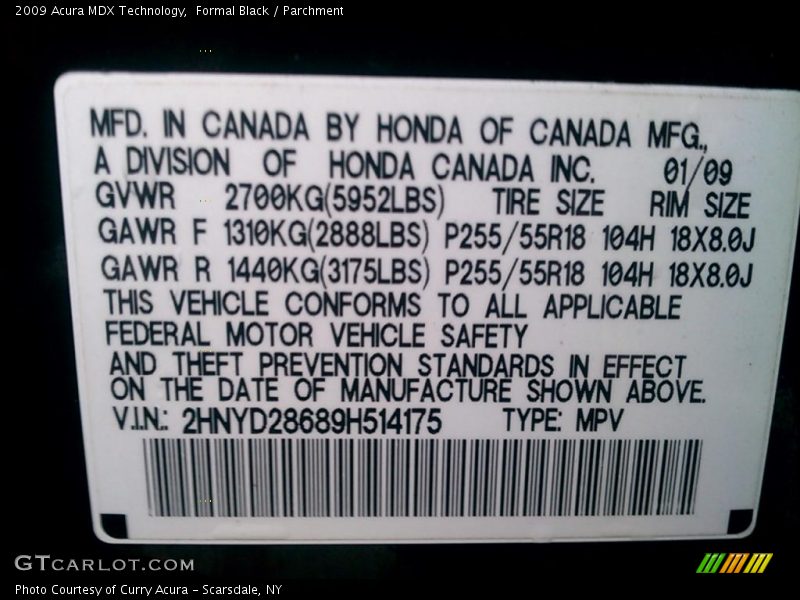 2009 Acura MDX Technology,  Formal Black / Parchment
MFD. IN CANADA BY HONDA OF CANADA MFG.,
A DIVISION OF HONDA CANADA INC. 01/09
GVWR 2700KG(5952LBS) TIRE SIZE RIM SIZE
GAWR F 1310KG(2888LBS) P255/55R18 104H 18X8.0J
GAWR R 1440KG(3175LBS) P255/55R18 104H 18X8.0J
THIS VEHICLE CONFORMS TO ALL APPLICABLE
FEDERAL MOTOR VEHICLE SAFETY
AND THEFT PREVENTION STANDARDS IN EFFECT
ON THE DATE OF MANUFACTURE SHOWN ABOVE.
V.I.N.: 2HNYD28689H514175 TYPE: MPV
GTCARLOT.COM
Photo Courtesy of Curry Acura - Scarsdale, NY